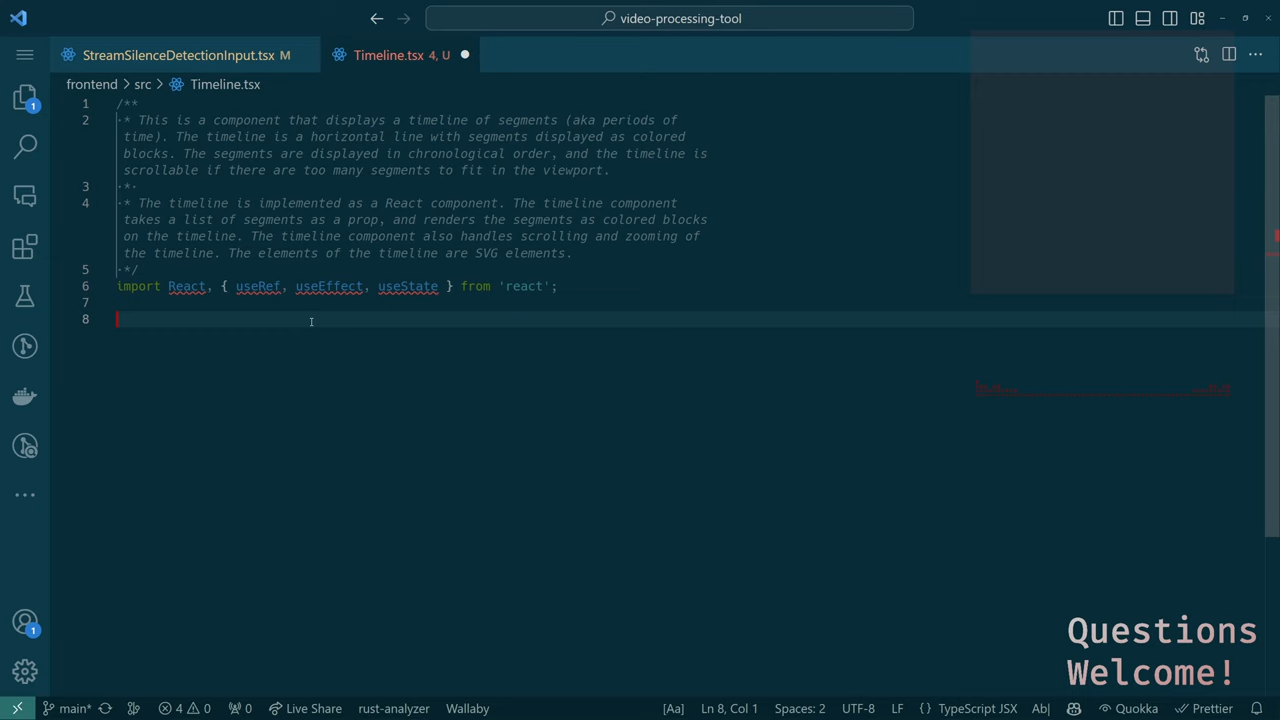 video-processing-tool
StreamSilenceDetectionInput.tsx M
Timeline.tsx 4, U
frontend > src > Timeline.tsx
1 /**
2 * This is a component that displays a timeline of segments (aka periods of
time). The timeline is a horizontal line with segments displayed as colored
blocks. The segments are displayed in chronological order, and the timeline is
scrollable if there are too many segments to fit in the viewport.
3 *
4 * The timeline is implemented as a React component. The timeline component
takes a list of segments as a prop, and renders the segments as colored blocks
on the timeline. The timeline component also handles scrolling and zooming of
the timeline. The elements of the timeline are SVG elements.
5 */
6 import React, { useRef, useEffect, useState } from 'react';
7
8
1
1
Questions
Welcome!
main* 4 0 0 Live Share rust-analyzer Wallaby [Aa] Ln 8, Col 1 Spaces: 2 UTF-8 LF {} TypeScript JSX Ab| Quokka Prettier